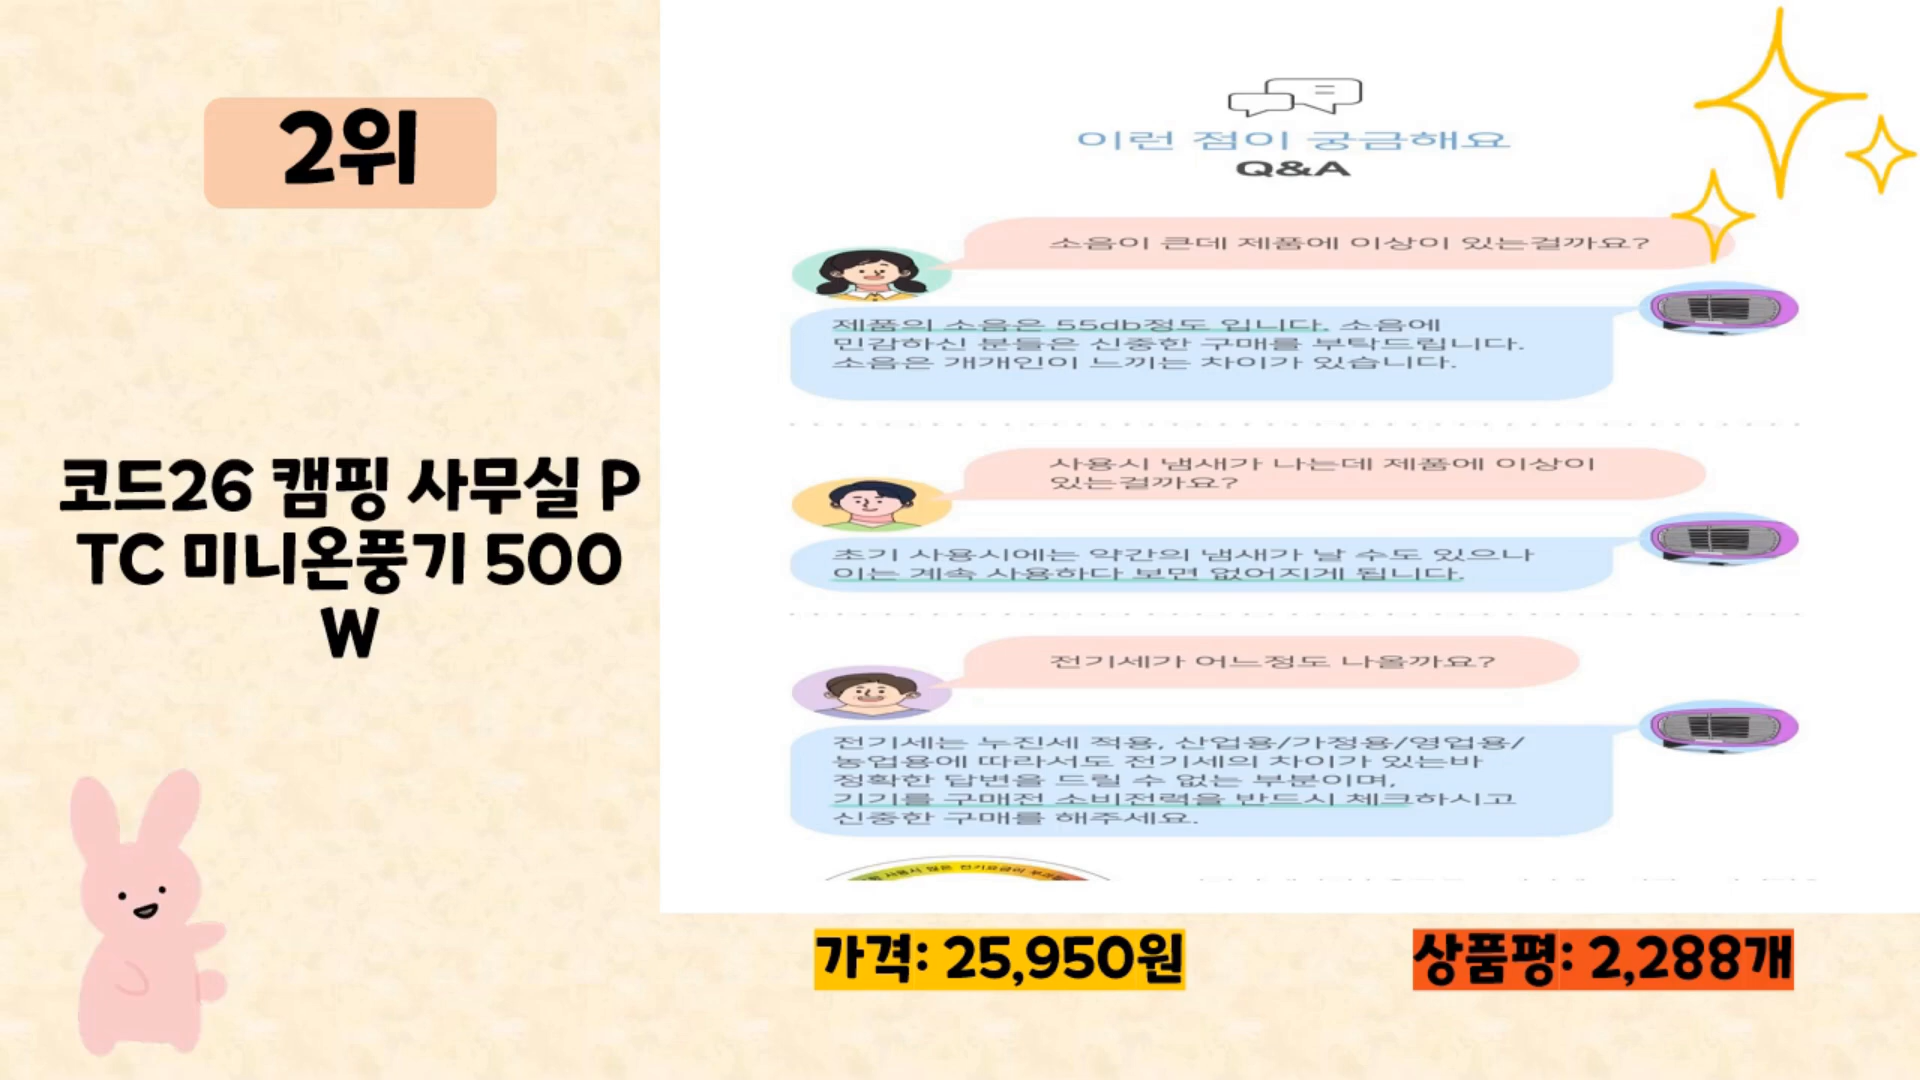 2위
코드26 캠핑 사무실 P
TC 미니온풍기 500
W
이런 점이 궁금해요
Q&A
소음이 큰데 제품에 이상이 있는걸까요?
제품의 소음은 55db정도 입니다. 소음에
민감하신 분들은 신중한 구매를 부탁드립니다.
소음은 개개인이 느끼는 차이가 있습니다.
사용시 냄새가 나는데 제품에 이상이
있는걸까요?
초기 사용시에는 약간의 냄새가 날 수도 있으나
이는 계속 사용하다 보면 없어지게 됩니다.
전기세가 어느정도 나올까요?
전기세는 누진세 적용, 산업용/가정용/영업용/
농업용에 따라서도 전기세의 차이가 있는바
정확한 답변을 드릴 수 없는 부분이며,
기기를 구매전 소비전력을 반드시 체크하시고
신중한 구매를 해주세요.
사용시 많은 전기요금이
가격: 25,950원
상품평: 2,288개